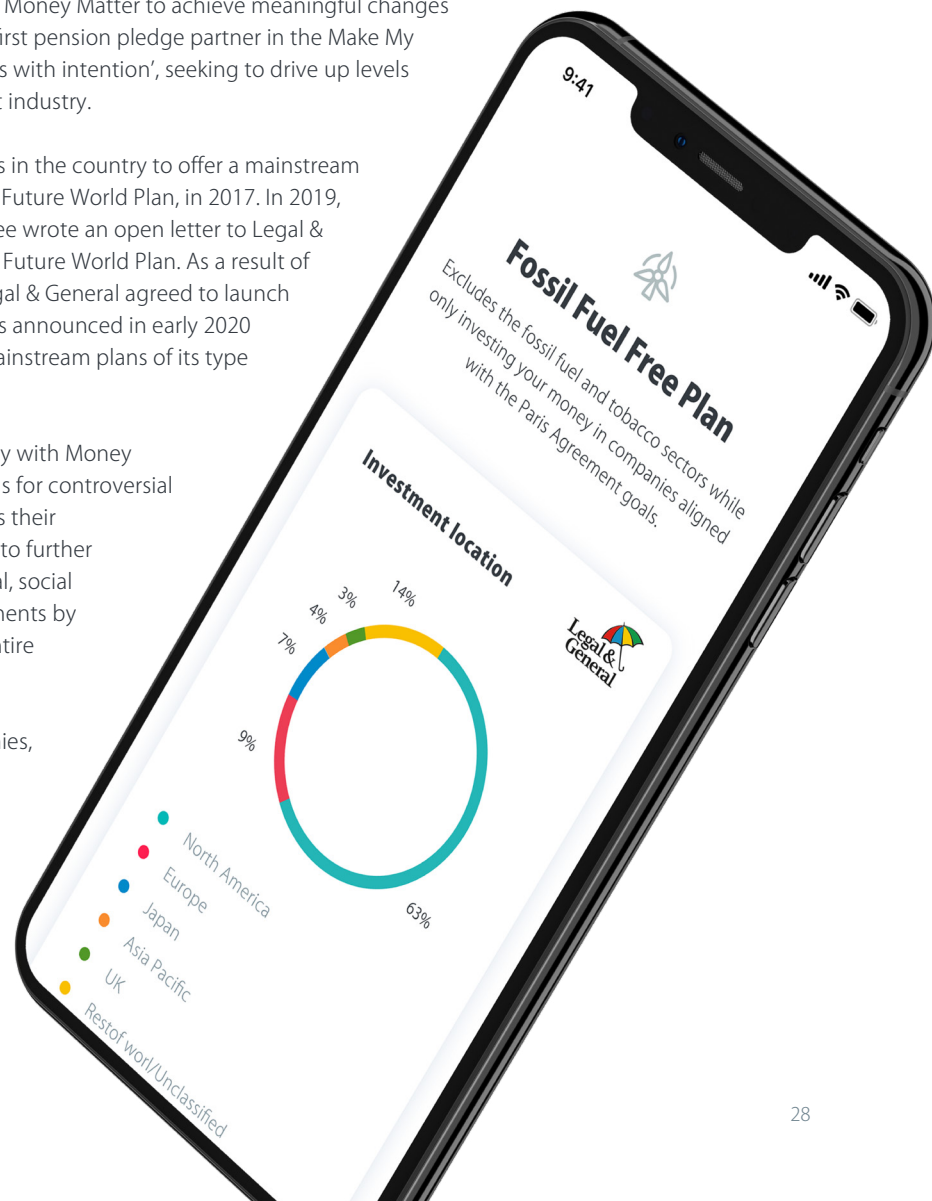 Money Matter to achieve meaningful changes
first pension pledge partner in the Make My
s with intention’, seeking to drive up levels
t industry.
s in the country to offer a mainstream
Future World Plan, in 2017. In 2019,
ee wrote an open letter to Legal &
Future World Plan. As a result of
gal & General agreed to launch
s announced in early 2020
ainstream plans of its type
y with Money
s for controversial
s their
to further
al, social
nents by
ntire
nies,
9:41
Fossil Fuel Free Plan
Excludes the fossil fuel and tobacco sectors while
only investing your money in companies aligned
with the Paris Agreement goals.
Investment location
Legal &
General
14%
3%
4%
7%
9%
63%
North America
Europe
Japan
Asia Pacific
UK
Restof worl/Unclassified
28